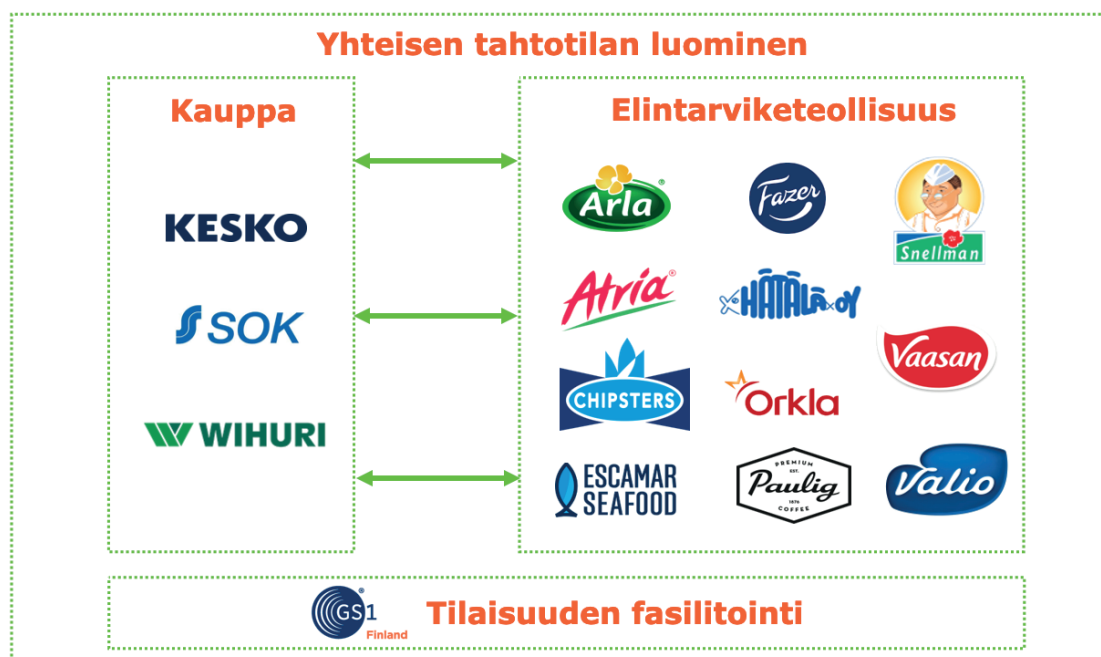 Yhteisen tahtotilan luominen
Kauppa
KESKO
SOK
WIHURI
Elintarviketeollisuus
Arla
Fazer
Snellman
Atria
HÄTÄLÄ OY
Vaasan
CHIPSTERS
Orkla
ESCAMAR
SEAFOOD
PREMIUM
EST.
Paulig
1876
COFFEE
Valio
GS1
Finland
Tilaisuuden fasilitointi